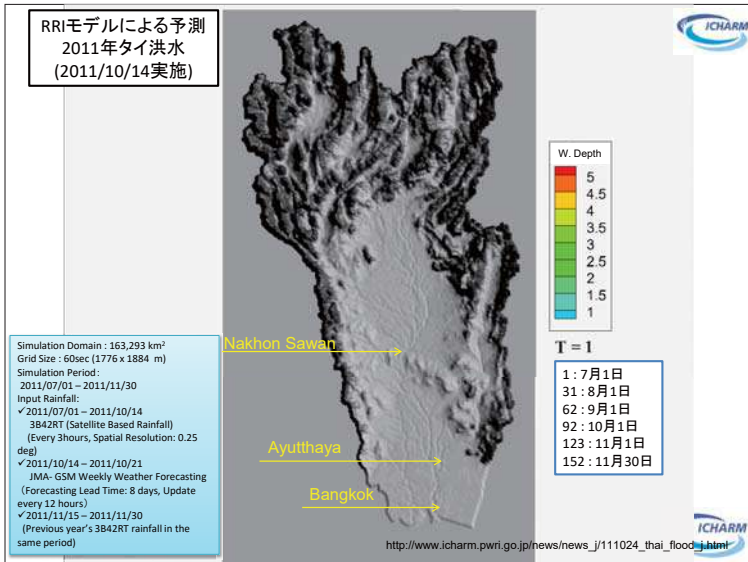 RRIモデルによる予測
2011年タイ洪水
(2011/10/14実施)
ICHARM
W. Depth
5
4.5
4
3.5
3
2.5
2
1.5
1
T = 1
1 : 7月1日
31 : 8月1日
62 : 9月1日
92 : 10月1日
123 : 11月1日
152 : 11月30日
Nakhon Sawan
Ayutthaya
Bangkok
Simulation Domain : 163,293 km²
Grid Size : 60sec (1776 x 1884 m)
Simulation Period :
2011/07/01 – 2011/11/30
Input Rainfall:
✓2011/07/01 – 2011/10/14
3B42RT (Satellite Based Rainfall)
(Every 3hours, Spatial Resolution: 0.25
deg)
✓2011/10/14 – 2011/10/21
JMA- GSM Weekly Weather Forecasting
(Forecasting Lead Time: 8 days, Update
every 12 hours)
✓2011/11/15 – 2011/11/30
(Previous year's 3B42RT rainfall in the
same period)
ICHARM
http://www.icharm.pwri.go.jp/news/news_j/111024_thai_flood_j.html